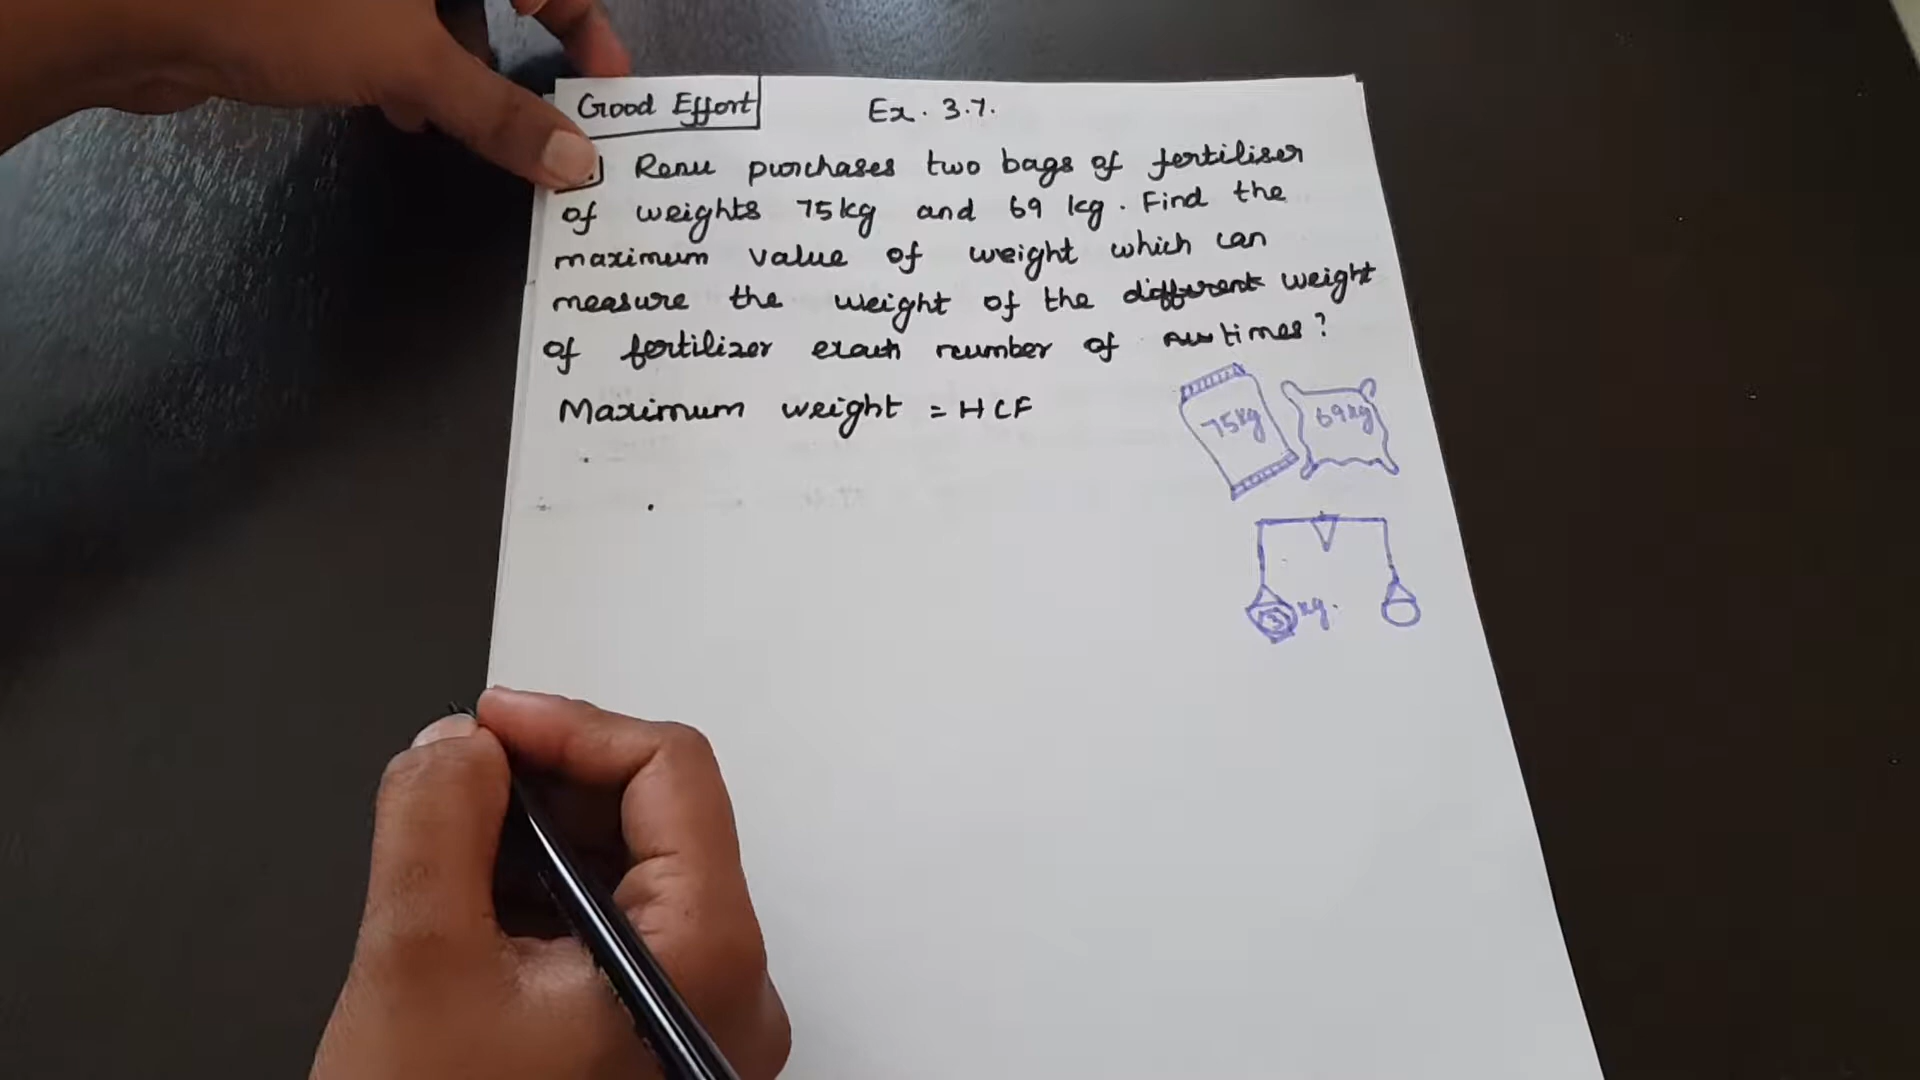 Good Effort
Ex. 3.7.
Renu purchases two bags of fertiliser
of weights 75kg and 69 kg. Find the
maximum value of weight which can
measure the weight of the different weight
of fertilizer exact number of times?
Maximum weight = HCF
75kg
69kg
3 kg.